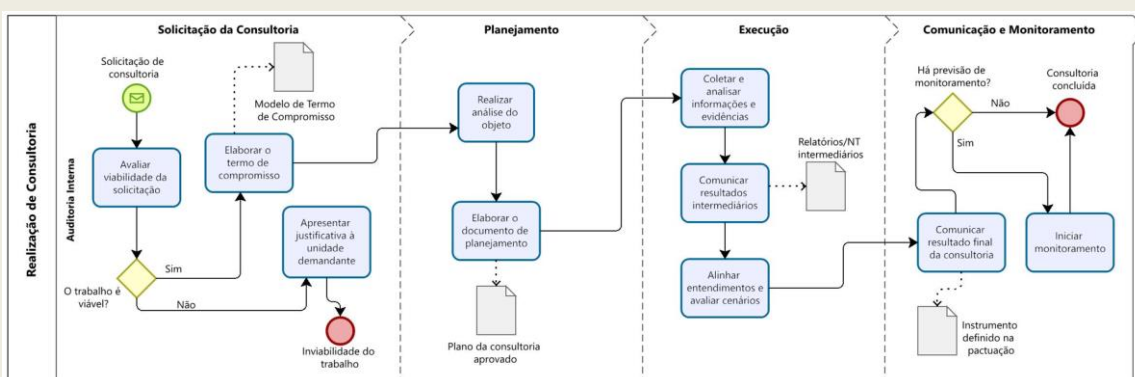 Realização de Consultoria
Auditoria Interna
Solicitação da Consultoria
Solicitação de
consultoria
Avaliar
viabilidade da
solicitação
O trabalho é
viável?
Sim
Não
Elaborar o
termo de
compromisso
Modelo de Termo
de Compromisso
Apresentar
justificativa à
unidade
demandante
Inviabilidade do
trabalho
Planejamento
Realizar
análise do
objeto
Elaborar o
documento de
planejamento
Plano da consultoria
aprovado
Execução
Coletar e
analisar
informações e
evidências
Comunicar
resultados
intermediários
Relatórios/NT
intermediários
Alinhar
entendimentos e
avaliar cenários
Comunicação e Monitoramento
Há previsão de
monitoramento?
Não
Sim
Consultoria
concluída
Comunicar
resultado final
da consultoria
Iniciar
monitoramento
Instrumento
definido na
pactuação